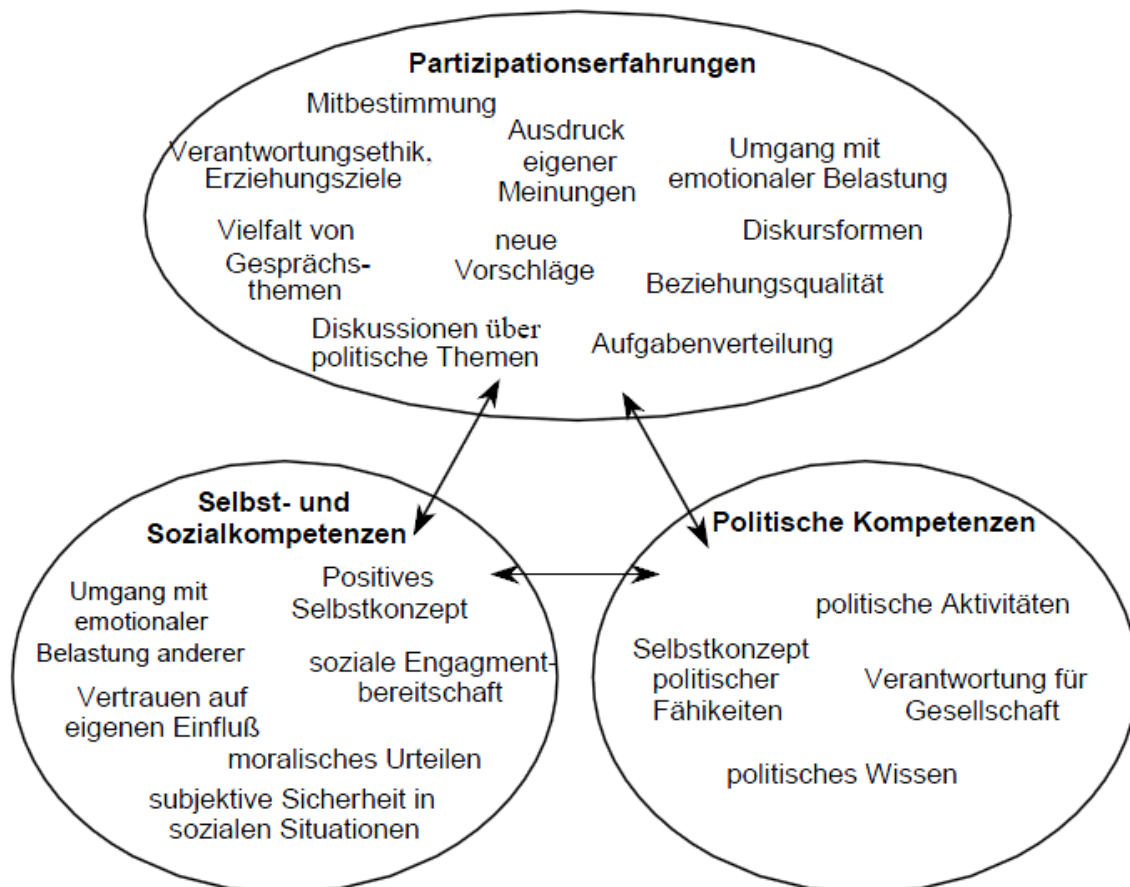 Partizipationserfahrungen
Mitbestimmung
Verantwortungsethik,
Erziehungsziele
Ausdruck
eigener
Meinungen
Umgang mit
emotionaler Belastung
Vielfalt von
Gesprächs-
themen
neue
Vorschläge
Diskursformen
Beziehungsqualität
Diskussionen über
politische Themen
Aufgabenverteilung
Selbst- und
Sozialkompetenzen
Umgang mit
emotionaler
Belastung anderer
Positives
Selbstkonzept
soziale Engagment-
bereitschaft
Vertrauen auf
eigenen Einfluß
moralisches Urteilen
subjektive Sicherheit in
sozialen Situationen
Politische Kompetenzen
politische Aktivitäten
Selbstkonzept
politischer
Fähikeiten
Verantwortung für
Gesellschaft
politisches Wissen